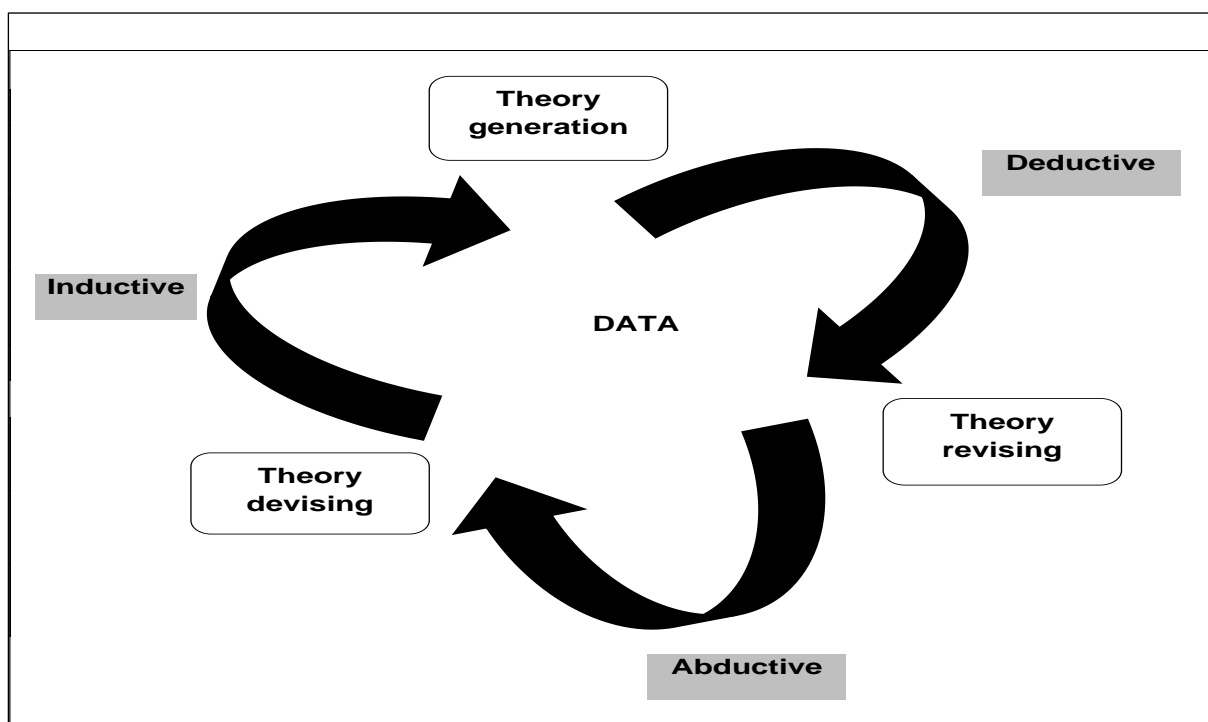 Theory
generation
Deductive
Inductive
DATA
Theory
revising
Theory
devising
Abductive